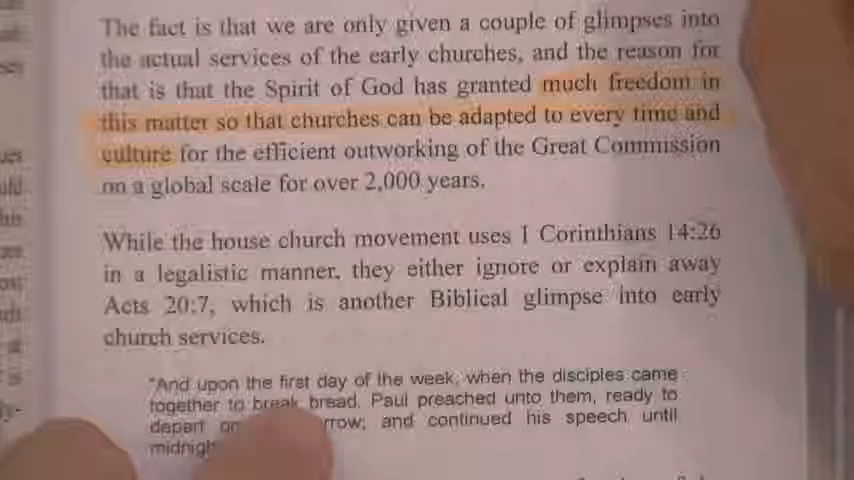 The fact is that we are only given a couple of glimpses into
the actual services of the early churches, and the reason for
that is that the Spirit of God has granted much freedom in
this matter so that churches can be adapted to every time and
culture for the efficient outworking of the Great Commission
on a global scale for over 2,000 years.
While the house church movement uses 1 Corinthians 14:26
in a legalistic manner, they either ignore or explain away
Acts 20:7, which is another Biblical glimpse into early
church services.
"And upon the first day of the week, when the disciples came
together to break bread, Paul preached unto them, ready to
depart and continued his speech until